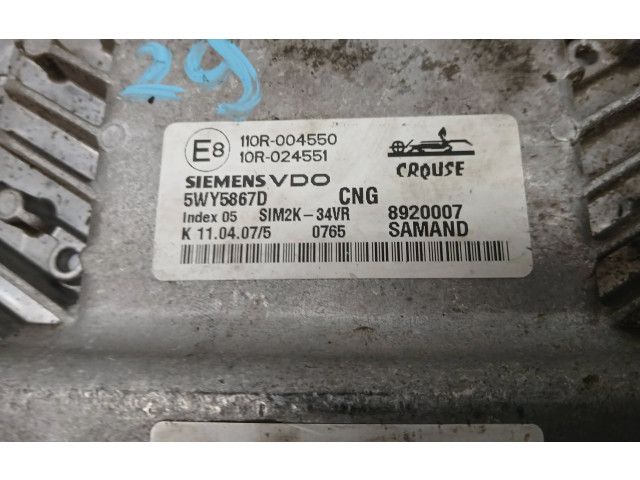 29
E8
110R-004550
10R-024551
CROUSE
SIEMENS VDO
5WY5867D CNG
Index 05 SIM2K-34VR 8920007
K 11.04.07/5 0765 SAMAND